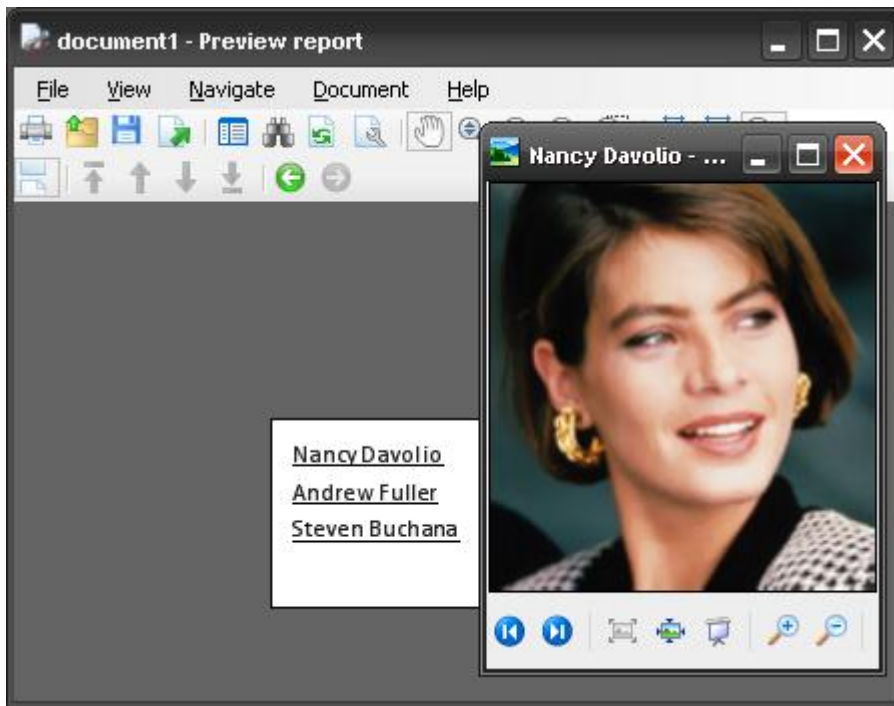 document1 - Preview report
File View Navigate Document Help
Nancy Davolio - ...
Nancy Davolio
Andrew Fuller
Steven Buchana